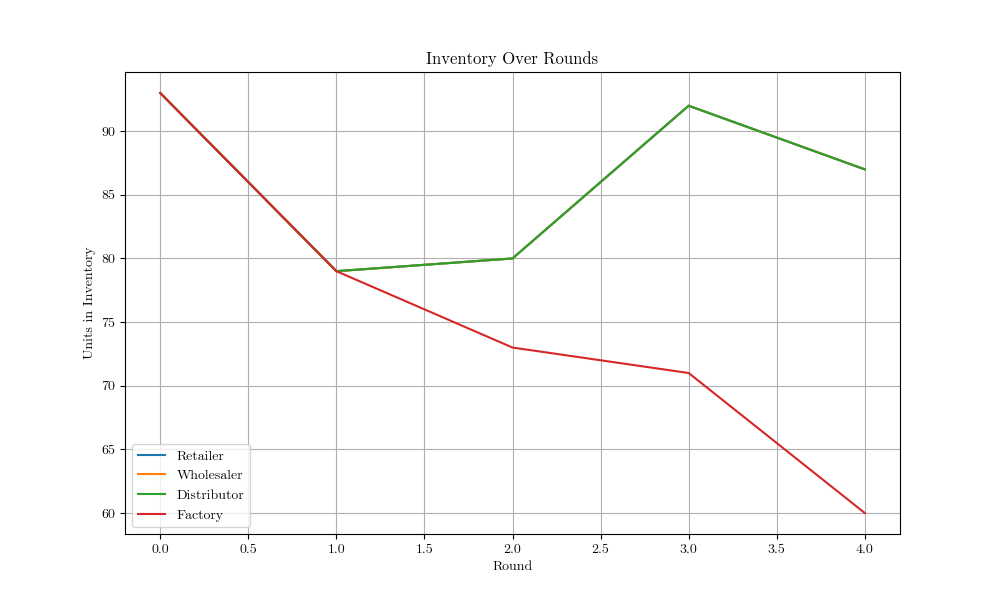 Inventory Over Rounds
Units in Inventory
90
85
80
75
70
65
60
Retailer
Wholesaler
Distributor
Factory
0.0 0.5 1.0 1.5 2.0 2.5 3.0 3.5 4.0
Round